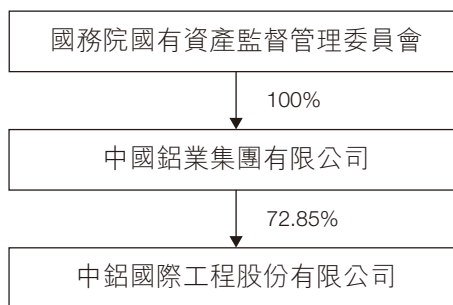 國務院國有資產監督管理委員會
100%
中國鋁業集團有限公司
72.85%
中鋁國際工程股份有限公司